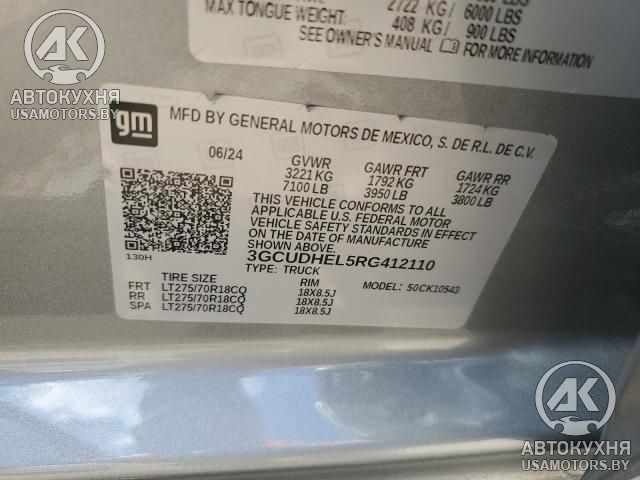 2722 KG/ 6000 LBS
MAX TONGUE WEIGHT: 408 KG/ 900 LBS
SEE OWNER'S MANUAL FOR MORE INFORMATION
AK
АВТОКУХНЯ
USAMOTORS.BY
gm
MFD BY GENERAL MOTORS DE MEXICO, S. DE R.L. DE C.V.
06/24 GVWR GAWR FRT GAWR RR
3221 KG 1792 KG 1724 KG
7100 LB 3950 LB 3800 LB
THIS VEHICLE CONFORMS TO ALL
APPLICABLE U.S. FEDERAL MOTOR
VEHICLE SAFETY STANDARDS IN
EFFECT ON THE DATE OF MANUFACTURE
SHOWN ABOVE.
3GCUDHEL5RG412110
130H TYPE: TRUCK
TIRE SIZE RIM MODEL: 50CK10543
FRT LT275/70R18CQ 18X8.5J
RR LT275/70R18CQ 18X8.5J
SPA LT275/70R18CQ 18X8.5J
AK
АВТОКУХНЯ
USAMOTORS.BY